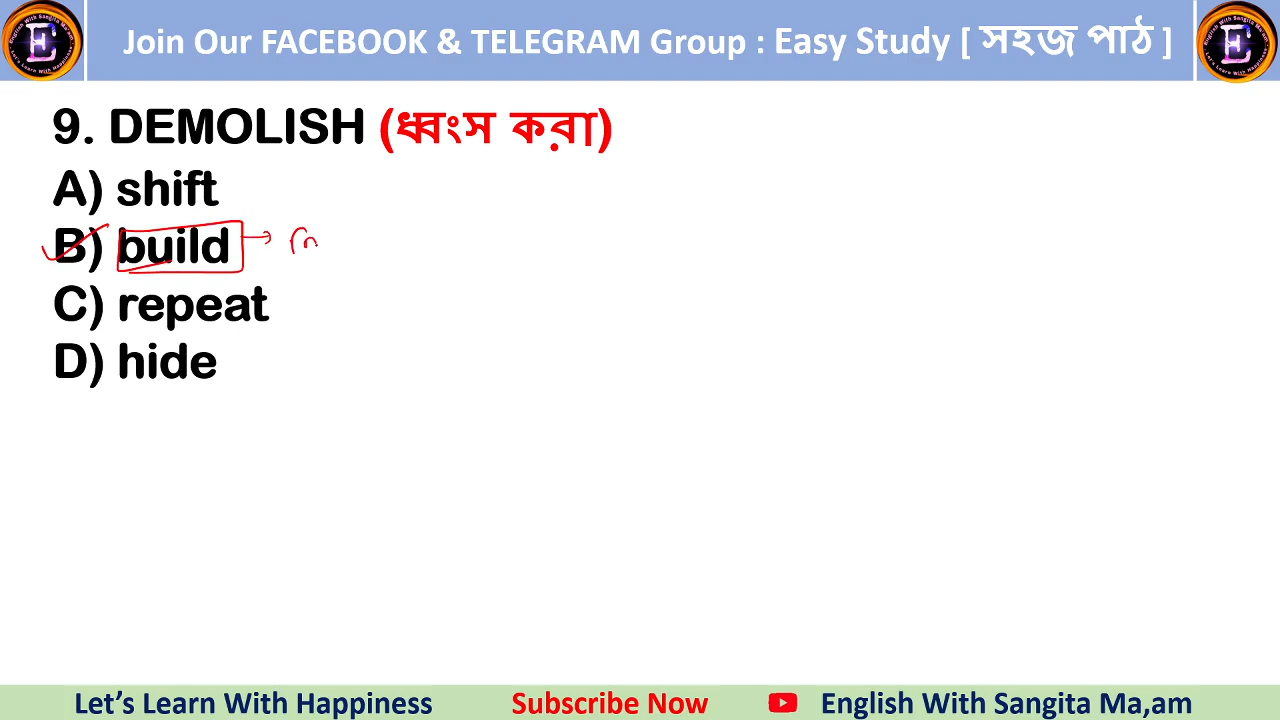 Join Our FACEBOOK & TELEGRAM Group : Easy Study [ সহজ পাঠ ]
9. DEMOLISH (ধ্বংস করা)
A) shift
B) build
C) repeat
D) hide
Let's Learn With Happiness Subscribe Now English With Sangita Ma,am